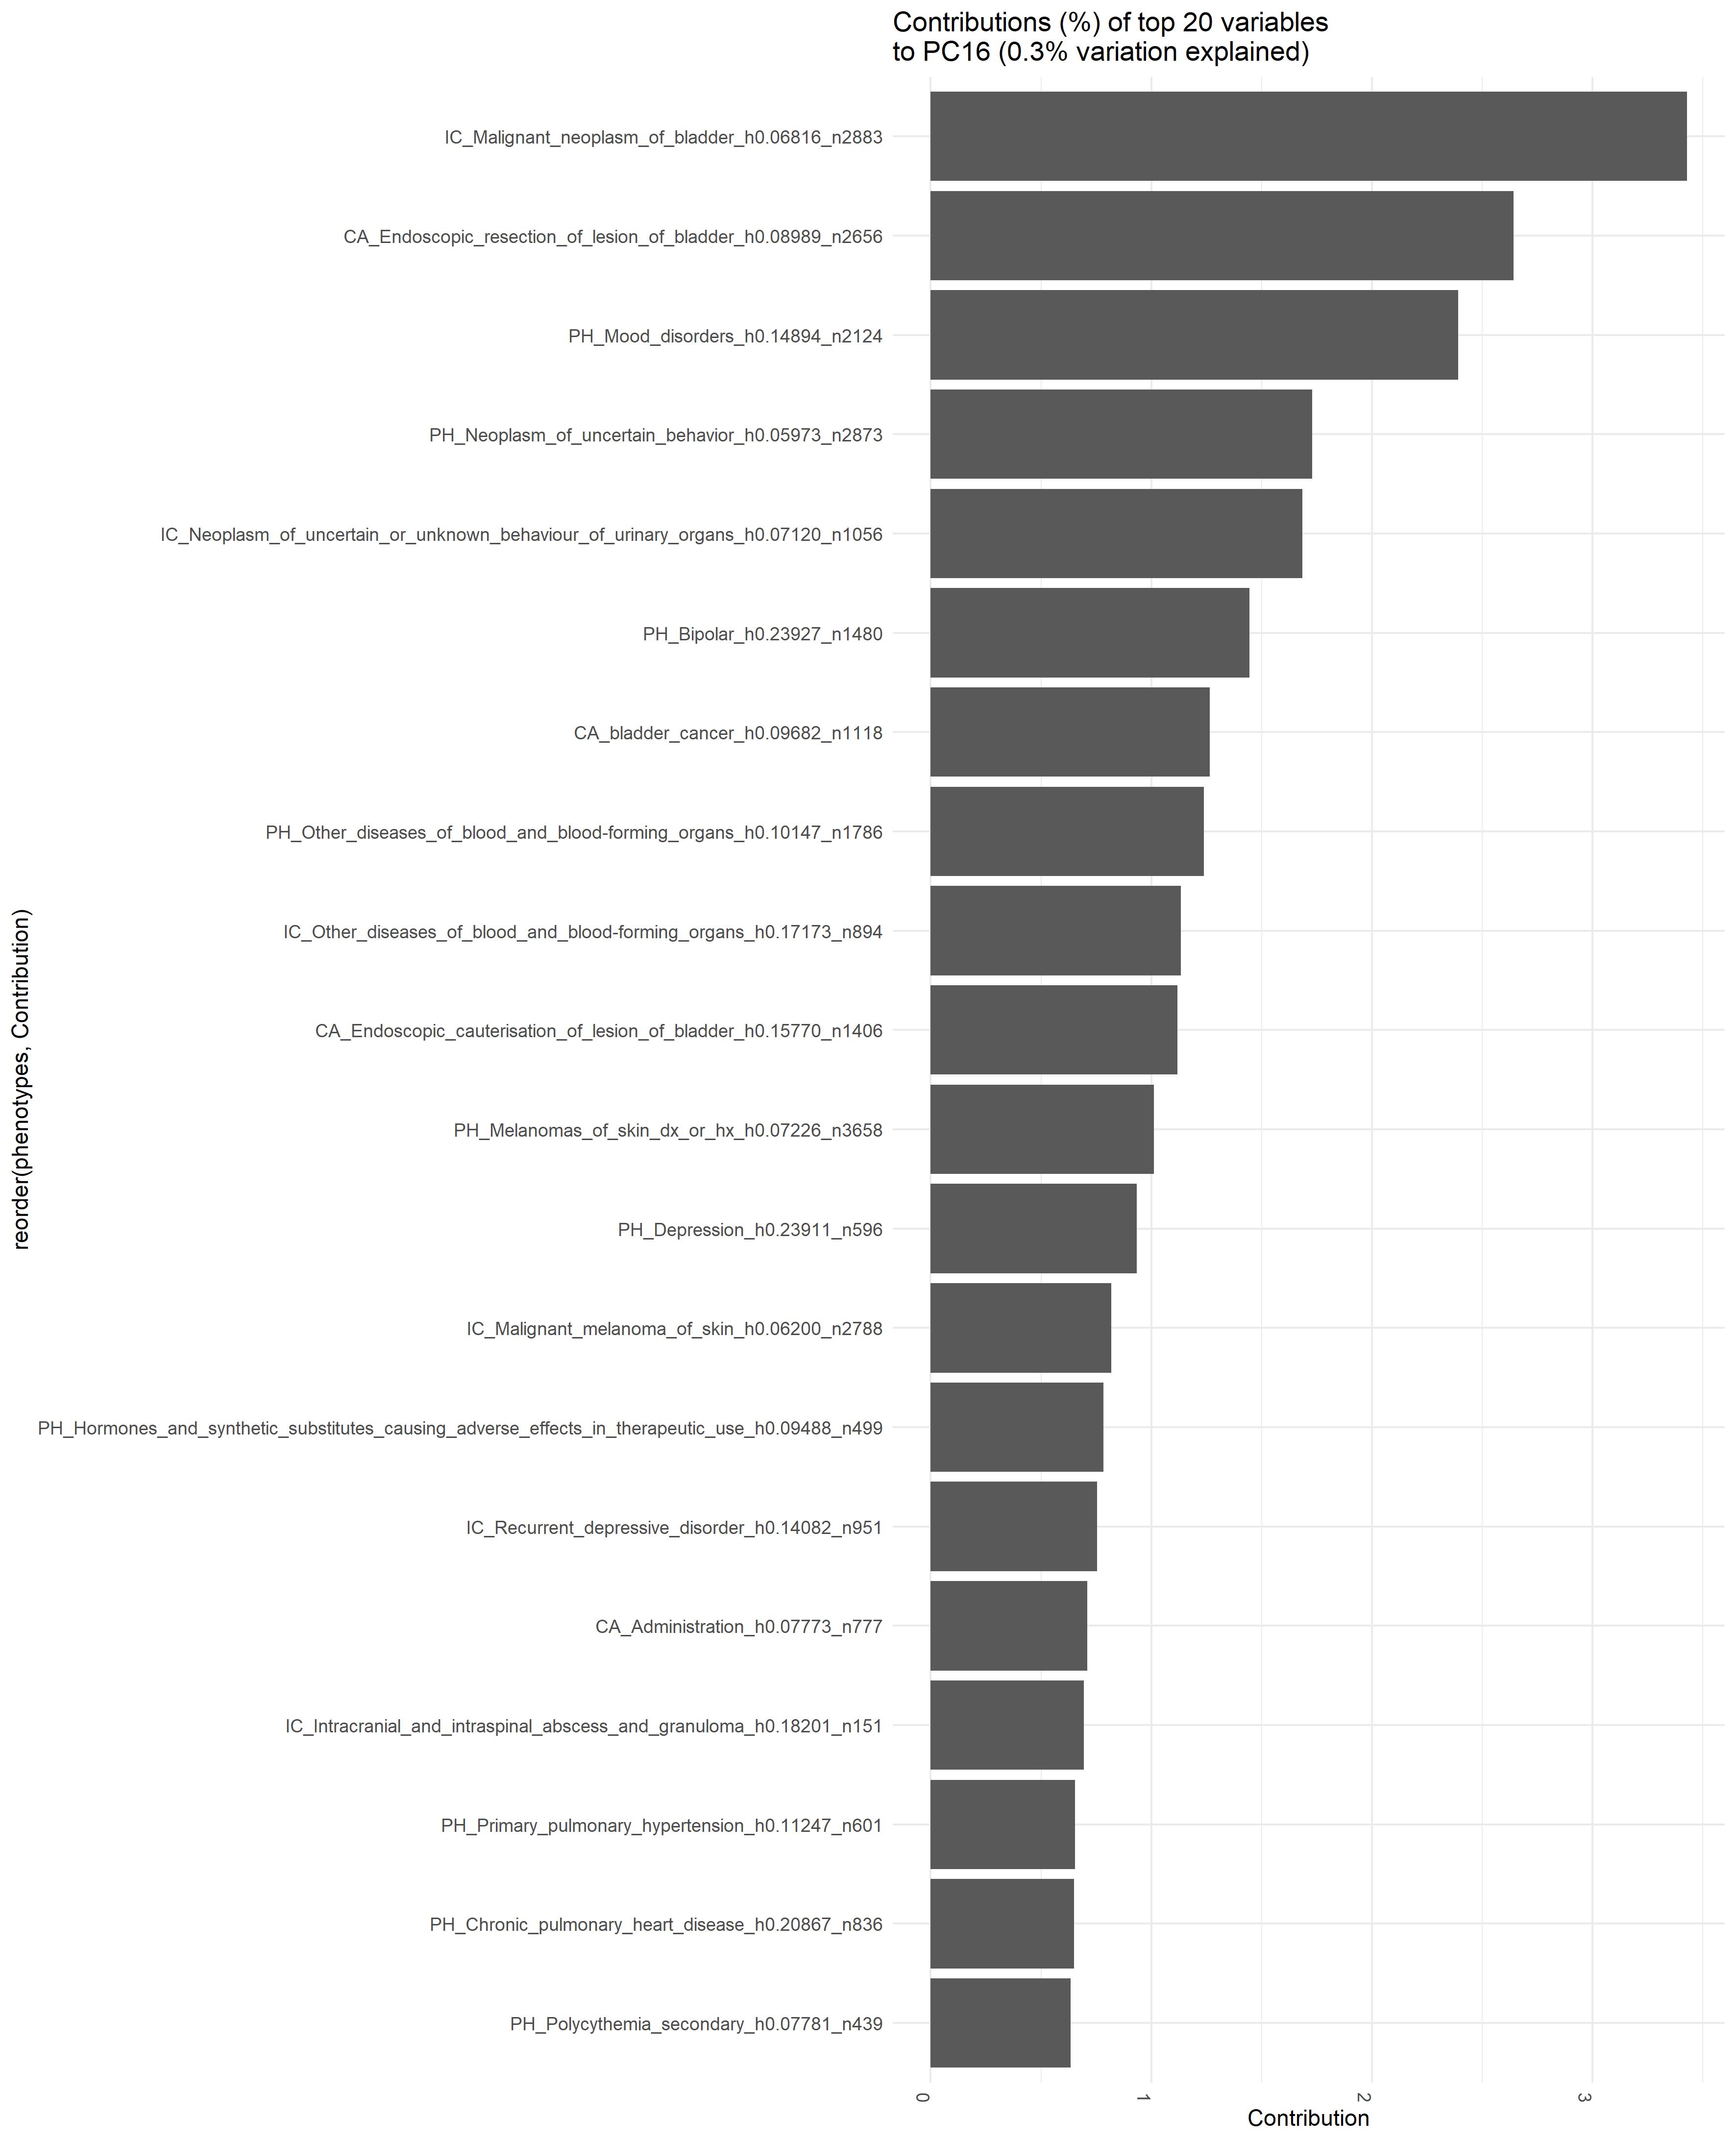 Contributions (%) of top 20 variables
to PC16 (0.3% variation explained)
IC_Malignant_neoplasm_of_bladder_h0.06816_n2883
CA_Endoscopic_resection_of_lesion_of_bladder_h0.08989_n2656
PH_Mood_disorders_h0.14894_n2124
PH_Neoplasm_of_uncertain_behavior_h0.05973_n2873
IC_Neoplasm_of_uncertain_or_unknown_behaviour_of_urinary_organs_h0.07120_n1056
PH_Bipolar_h0.23927_n1480
CA_bladder_cancer_h0.09682_n1118
PH_Other_diseases_of_blood_and_blood-forming_organs_h0.10147_n1786
IC_Other_diseases_of_blood_and_blood-forming_organs_h0.17173_n894
CA_Endoscopic_cauterisation_of_lesion_of_bladder_h0.15770_n1406
PH_Melanomas_of_skin_dx_or_hx_h0.07226_n3658
PH_Depression_h0.23911_n596
IC_Malignant_melanoma_of_skin_h0.06200_n2788
PH_Hormones_and_synthetic_substitutes_causing_adverse_effects_in_therapeutic_use_h0.09488_n499
IC_Recurrent_depressive_disorder_h0.14082_n951
CA_Administration_h0.07773_n777
IC_Intracranial_and_intraspinal_abscess_and_granuloma_h0.18201_n151
PH_Primary_pulmonary_hypertension_h0.11247_n601
PH_Chronic_pulmonary_heart_disease_h0.20867_n836
PH_Polycythemia_secondary_h0.07781_n439
reorder(phenotypes, Contribution)
0 1 2 3
Contribution